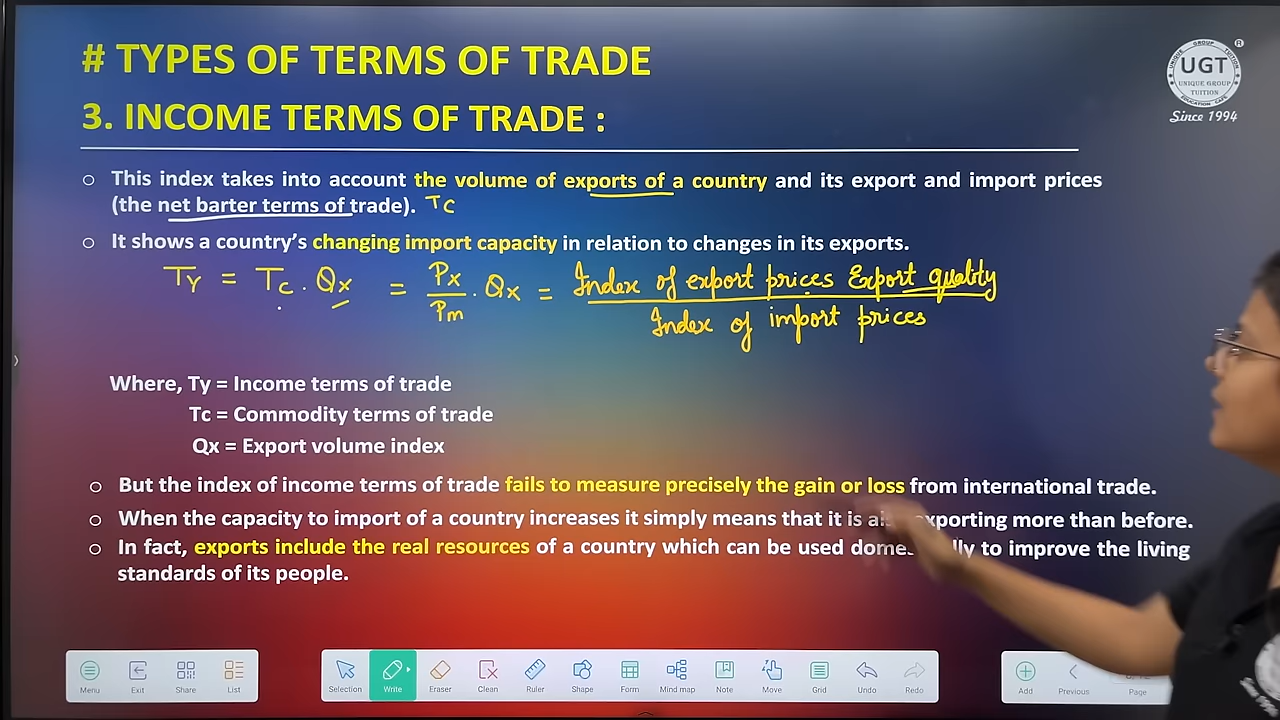 # TYPES OF TERMS OF TRADE
3. INCOME TERMS OF TRADE :
UNIQUE GROUP TUITION
UGT
UNIQUE GROUP
TUITION
EDUCATION CAFE
Since 1994
®
○ This index takes into account the volume of exports of a country and its export and import prices
(the net barter terms of trade). TC
○ It shows a country's changing import capacity in relation to changes in its exports.
Ty = Tc . Qx = Px / Pm . Qx = Index of export prices Export quality
Index of import prices
Where, Ty = Income terms of trade
Tc = Commodity terms of trade
Qx = Export volume index
○ But the index of income terms of trade fails to measure precisely the gain or loss from international trade.
○ When the capacity to import of a country increases it simply means that it is exporting more than before.
○ In fact, exports include the real resources of a country which can be used to improve the living
standards of its people.
Menu Exit Share List Selection Write Eraser Clean Ruler Shape Form Mind map Note Move Grid Undo Redo Add Previous Page